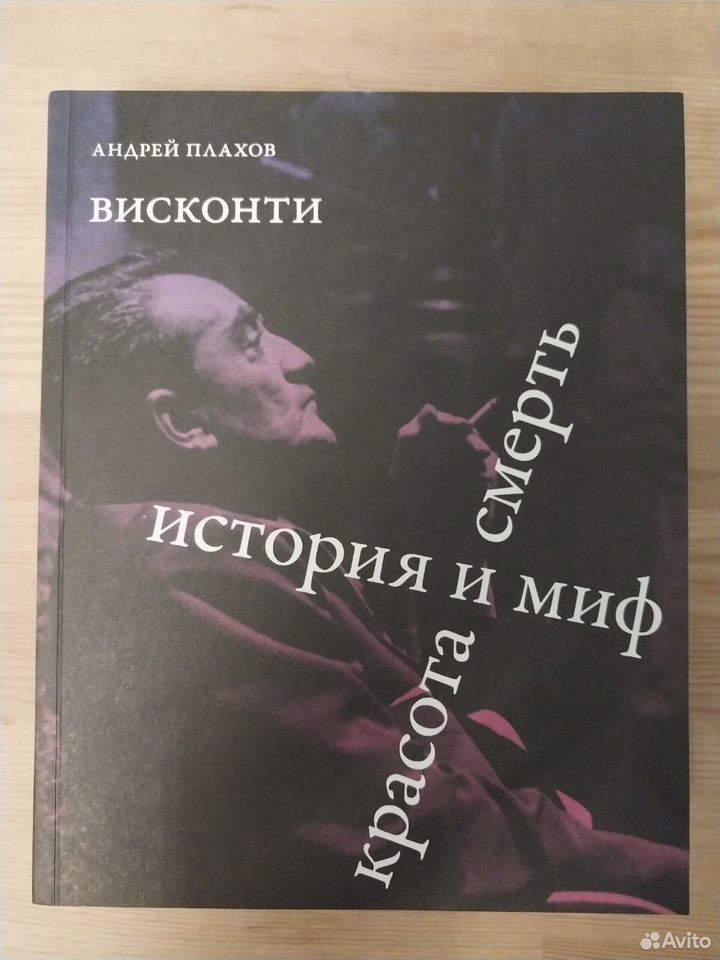 АНДРЕЙ ПЛАХОВ
ВИСКОНТИ
история и миф
красота смерть
Avito